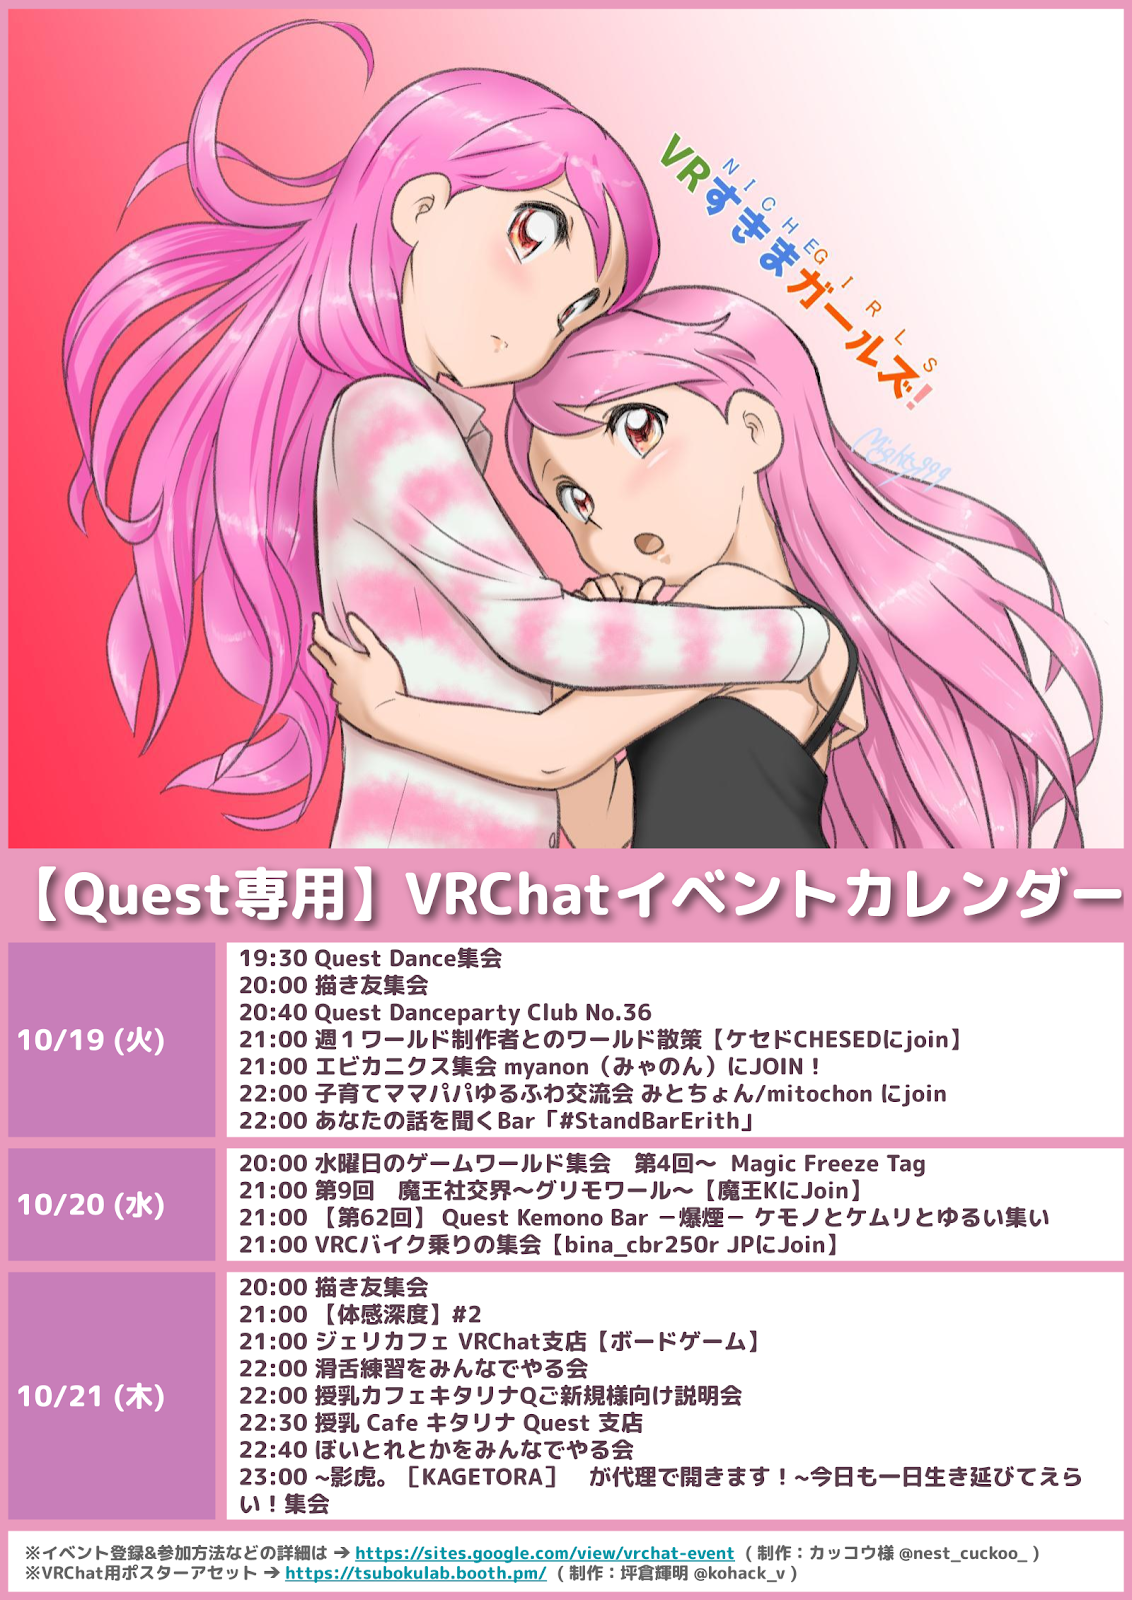 NICHE GIRLS
VRすきまガールズ!
Mighty999
【Quest専用】VRChatイベントカレンダー
10/19 (火)
19:30 Quest Dance集会
20:00 描き友集会
20:40 Quest Danceparty Club No.36
21:00 週１ワールド制作者とのワールド散策【ケセドCHESEDにjoin】
21:00 エビカニクス集会 myanon（みゃのん）にJOIN！
22:00 子育てママパパゆるふわ交流会 みとちょん/mitochon にjoin
22:00 あなたの話を聞くBar「#StandBarErith」
10/20 (水)
20:00 水曜日のゲームワールド集会　第4回～ Magic Freeze Tag
21:00 第9回　魔王社交界～グリモワール～【魔王KにJoin】
21:00 【第62回】 Quest Kemono Bar －爆煙－ ケモノとケムリとゆるい集い
21:00 VRCバイク乗りの集会【bina_cbr250r JPにJoin】
10/21 (木)
20:00 描き友集会
21:00 【体感深度】#2
21:00 ジェリカフェ VRChat支店【ボードゲーム】
22:00 滑舌練習をみんなでやる会
22:00 授乳カフェキタリナQご新規様向け説明会
22:30 授乳 Cafe キタリナ Quest 支店
22:40 ぼいとれとかをみんなでやる会
23:00 ~影虎。［KAGETORA］　が代理で開きます！~今日も一日生き延びてえら
い！集会
※イベント登録&参加方法などの詳細は → https://sites.google.com/view/vrchat-event ( 制作：カッコウ様 @nest_cuckoo_ )
※VRChat用ポスターアセット → https://tsubokulab.booth.pm/ ( 制作：坪倉輝明 @kohack_v )